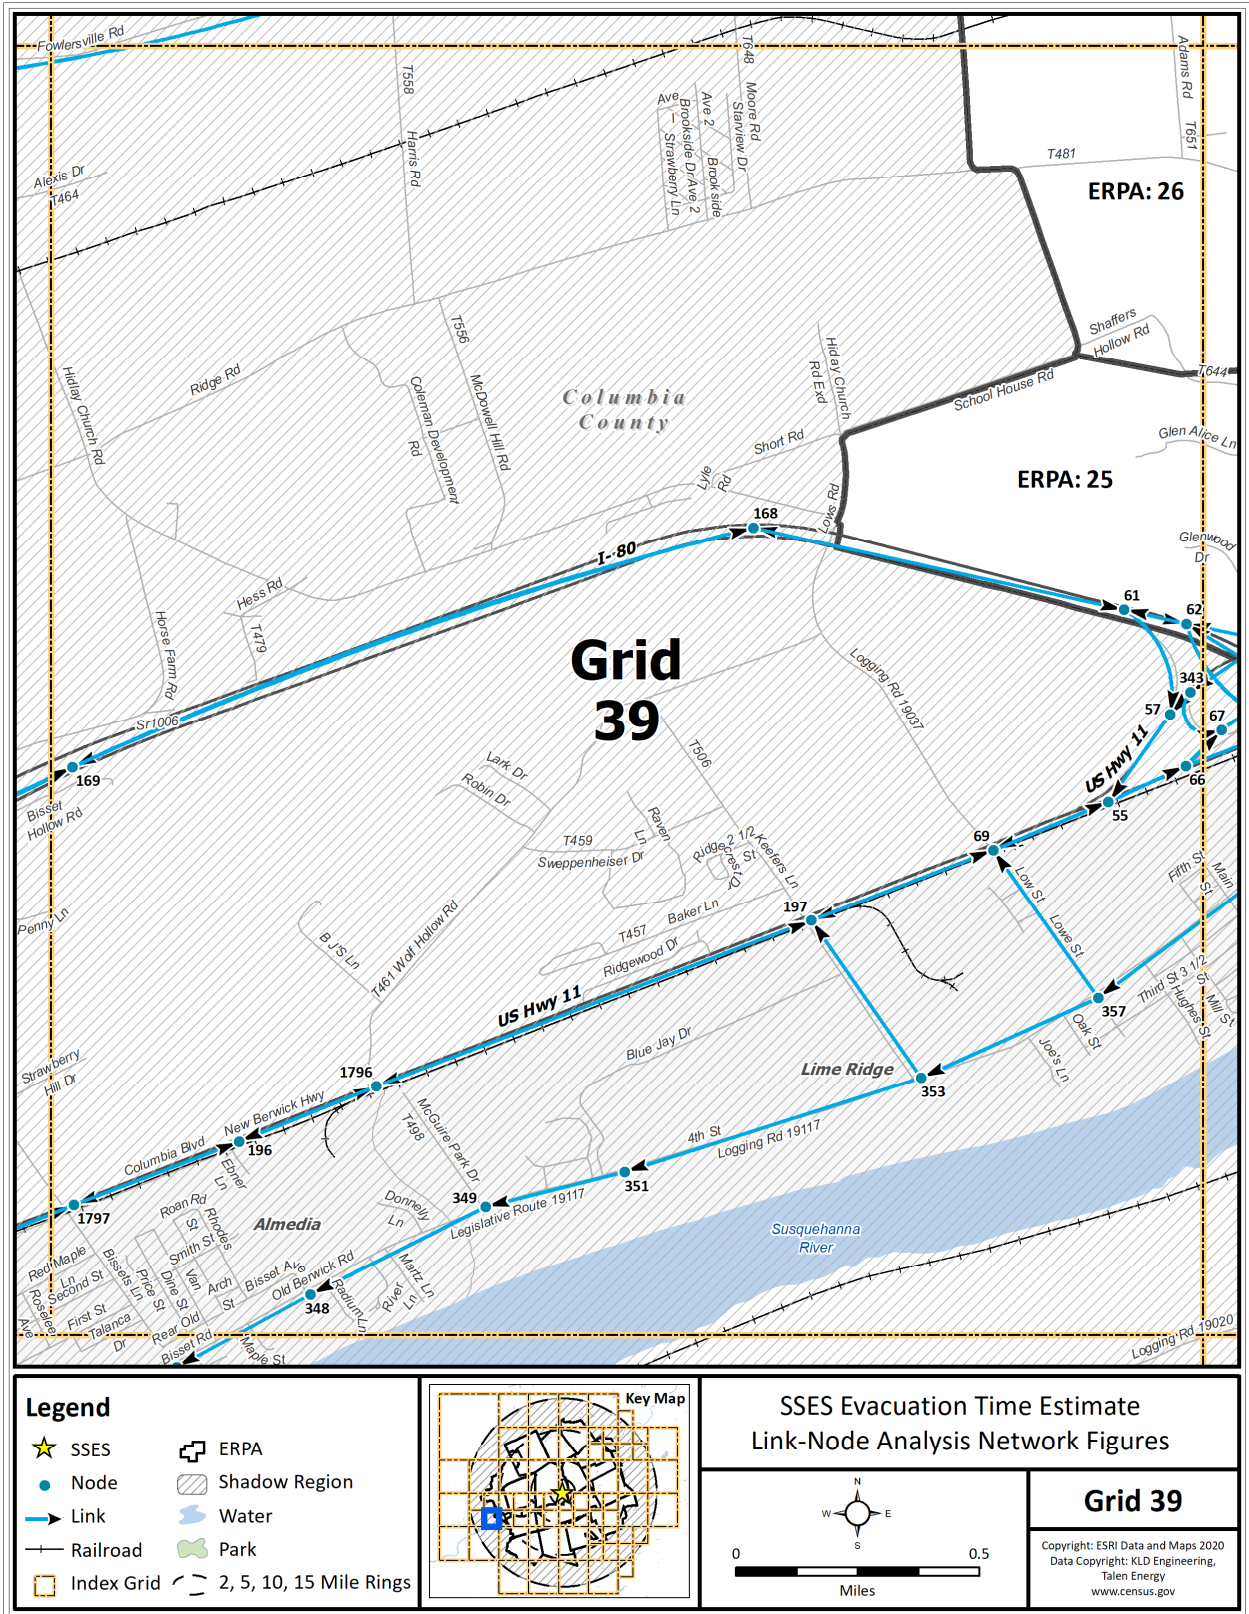 Fowlersville Rd
T558
Harris Rd
T648
Moore Rd
Starview Dr
Ave 2
Brookside
Ave
Brookside Dr Ave 2
Strawberry Ln
Adams Rd
T651
T481
Alexis Dr
T464
ERPA: 26
Shaffers
Hollow Rd
T644
School House Rd
Glen Alice Ln
ERPA: 25
Glenwood
Dr
Ridge Rd
T556
McDowell Hill Rd
Coleman Development
Rd
Hidlay Church Rd
Columbia
County
Hiday Church
Rd Exd
Short Rd
Lyle
Rd
Lows Rd
168
I- 80
61
62
343
57
67
66
55
US Hwy 11
Hess Rd
T479
Horse Farm Rd
Sr1006
169
Bisset
Hollow Rd
Grid
39
Logging Rd 19037
T506
Lark Dr
Robin Dr
T459
Sweppenheiser Dr
Raven
Ln
Ridge 2 1/2
St
Crest Dr
Keefers Ln
69
Low St
Lowe St
Fifth St
St
Main
Penny Ln
B J'S Ln
T461 Wolf Hollow Rd
Baker Ln
T457
Ridgewood Dr
197
US Hwy 11
357
Third St 3 1/2
St
Hughes St
Mill St
Oak St
Joe's Ln
Blue Jay Dr
Lime Ridge
353
Strawberry
Hill Dr
1796
New Berwick Hwy
Columbia Blvd
196
Ebner
Ln
T498
McGuire Park Dr
4th St
Logging Rd 19117
351
349
Legislative Route 19117
Donnelly
Ln
1797
Roan Rd
St
Rhodes
Almedia
Smith St
Susquehanna
River
Red Maple
Ln
Second St
First St
Talanca
Dr
Roselee
Ave
Bissets Ln
Price St
Dine St
Van
Arch
St
Bisset Ave
Old Berwick Rd
Rear Old
Bisset Rd
Maple St
348
Radium Ln
River
Ln
Martz Ln
Logging Rd 19020
Legend
SSES
Node
Link
Railroad
Index Grid
ERPA
Shadow Region
Water
Park
2, 5, 10, 15 Mile Rings
Key Map
SSES Evacuation Time Estimate
Link-Node Analysis Network Figures
N
W
E
S
0
0.5
Miles
Grid 39
Copyright: ESRI Data and Maps 2020
Data Copyright: KLD Engineering,
Talen Energy
www.census.gov